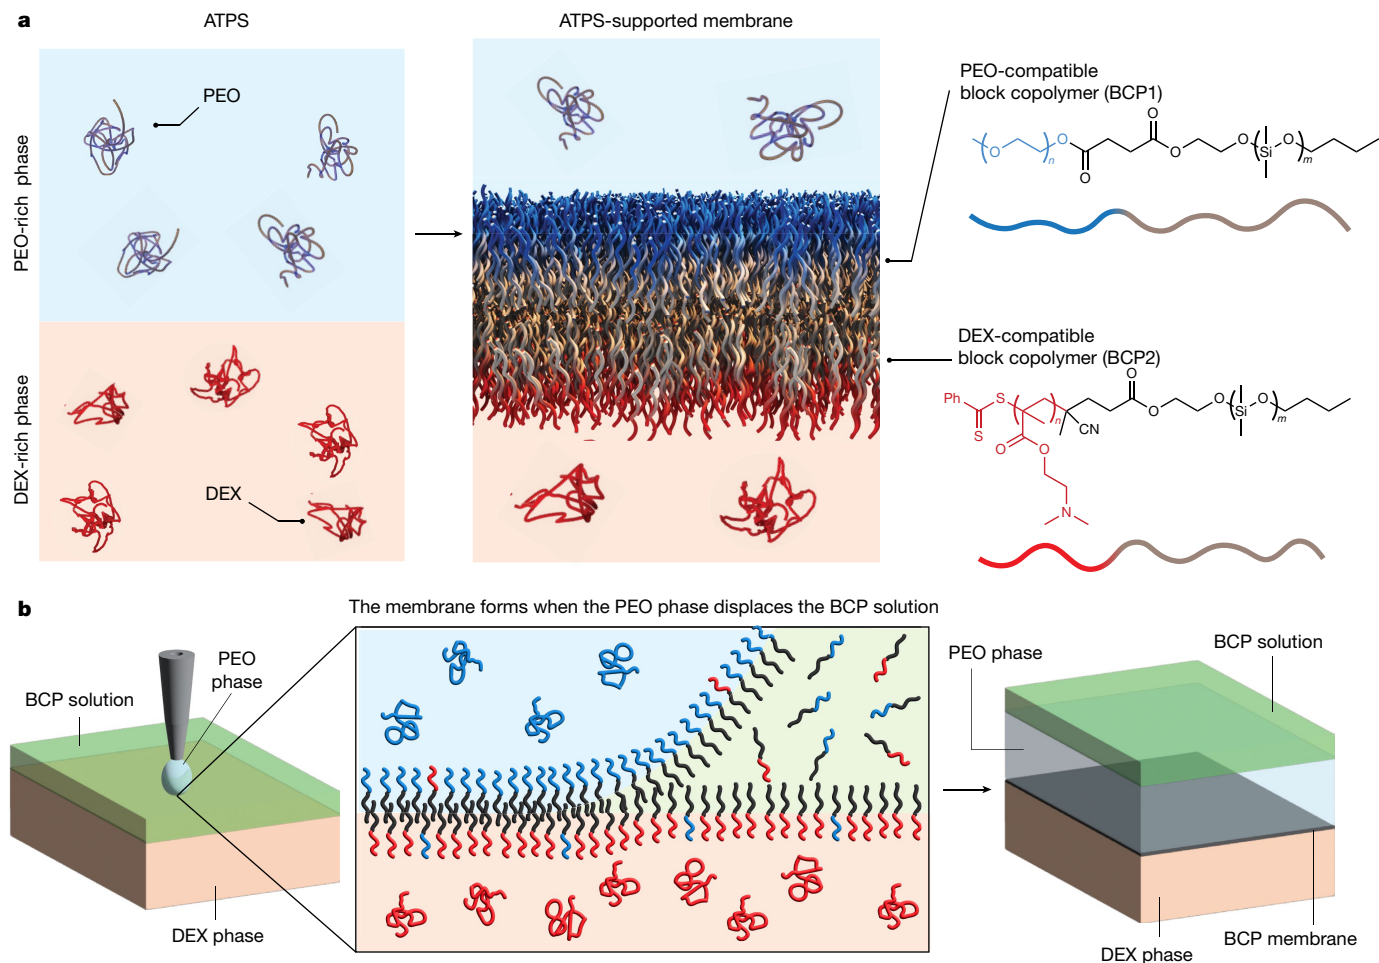 a
ATPS
ATPS-supported membrane
PEO-rich phase
DEX-rich phase
PEO
DEX
PEO-compatible
block copolymer (BCP1)
O
n
O
O
O
O
O
Si
O
m
DEX-compatible
block copolymer (BCP2)
Ph
S
S
n
CN
O
O
O
O
O
Si
O
m
N
b
The membrane forms when the PEO phase displaces the BCP solution
BCP solution
PEO
phase
DEX phase
PEO phase
BCP solution
DEX phase
BCP membrane